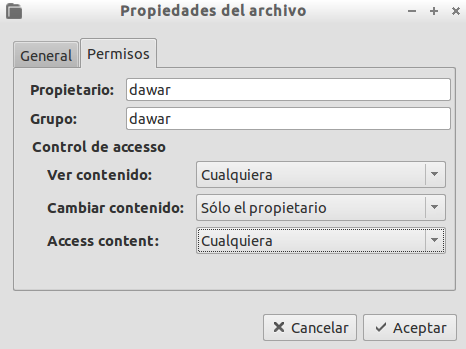 Propiedades del archivo
General Permisos
Propietario: dawar
Grupo: dawar
Control de accesso
Ver contenido: Cualquiera
Cambiar contenido: Sólo el propietario
Access content: Cualquiera
Cancelar Aceptar